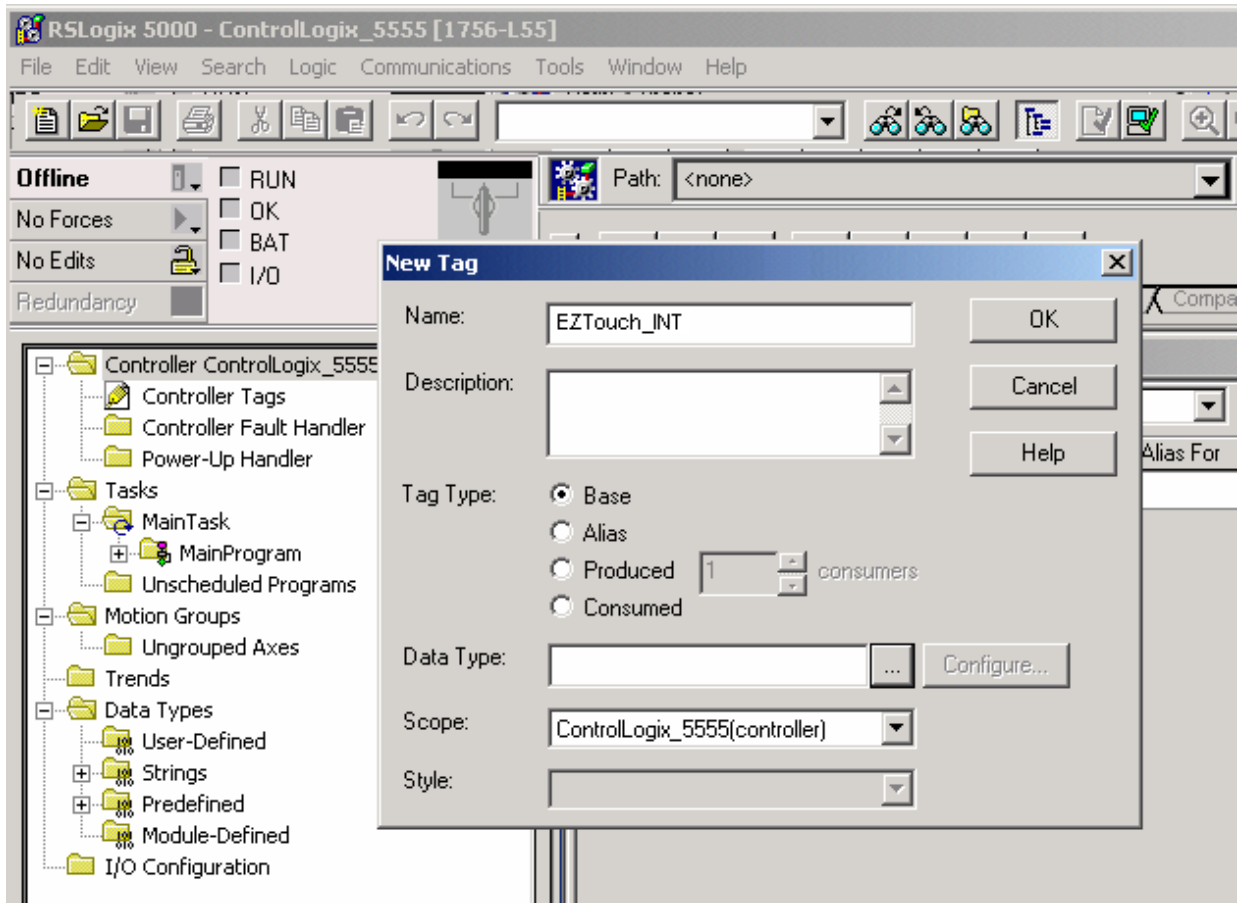 RSLogix 5000 - ControlLogix_5555 [1756-L55]
File Edit View Search Logic Communications Tools Window Help
Offline
RUN
Path: <none>
No Forces
OK
BAT
No Edits
I/O
Redundancy
New Tag
Name: EZTouch_INT
OK
Description:
Cancel
Help
Tag Type: Base
Alias
Produced 1 consumers
Consumed
Data Type: ... Configure...
Scope: ControlLogix_5555(controller)
Style:
Alias For
Controller ControlLogix_5555
Controller Tags
Controller Fault Handler
Power-Up Handler
Tasks
MainTask
MainProgram
Unscheduled Programs
Motion Groups
Ungrouped Axes
Trends
Data Types
User-Defined
Strings
Predefined
Module-Defined
I/O Configuration